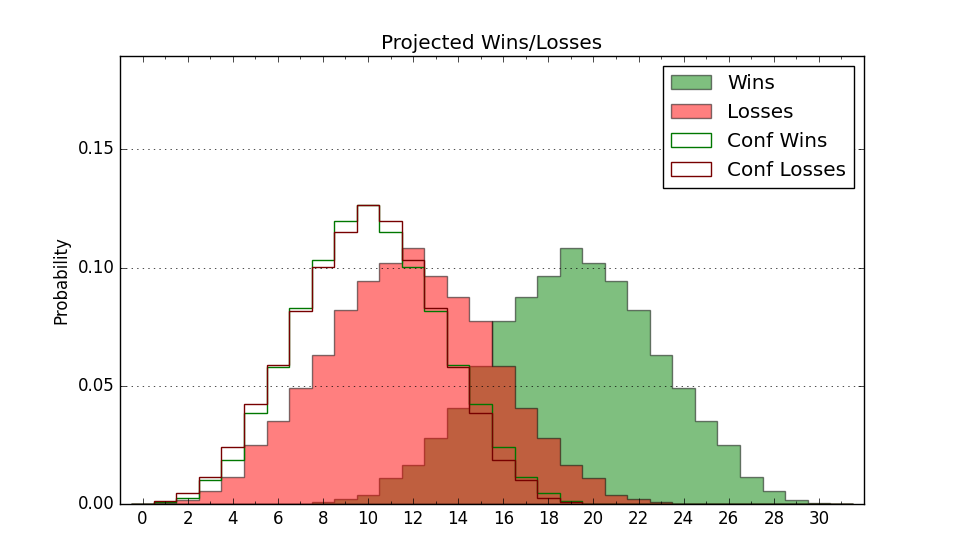 Projected Wins/Losses
Wins
Losses
Conf Wins
Conf Losses
Probability
0.15
0.10
0.05
0.00
0 2 4 6 8 10 12 14 16 18 20 22 24 26 28 30